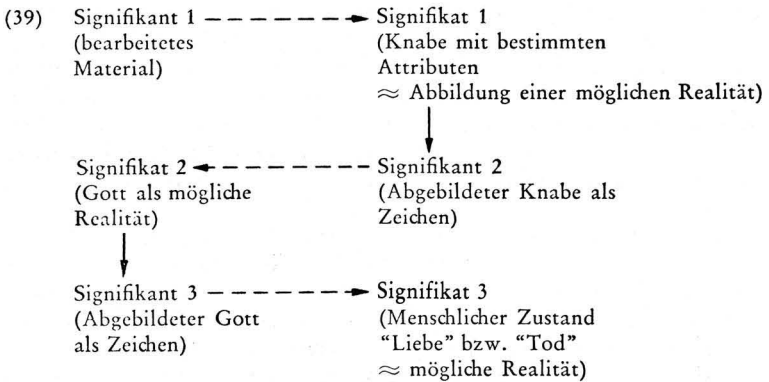 (39) Signifikant 1 Signifikat 1
(bearbeitetes (Knabe mit bestimmten
Material) Attributen
≈ Abbildung einer möglichen Realität)
Signifikat 2 Signifikant 2
(Gott als mögliche (Abgebildeter Knabe als
Realität) Zeichen)
Signifikant 3 Signifikat 3
(Abgebildeter Gott (Menschlicher Zustand
als Zeichen) "Liebe" bzw. "Tod"
≈ mögliche Realität)